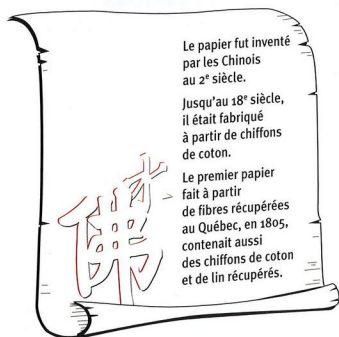 Le papier fut inventé
par les Chinois
au 2e siècle.
Jusqu'au 18e siècle,
il était fabriqué
à partir de chiffons
de coton.
Le premier papier
fait à partir
de fibres récupérées
au Québec, en 1805,
contenait aussi
des chiffons de coton
et de lin récupérés.
佛